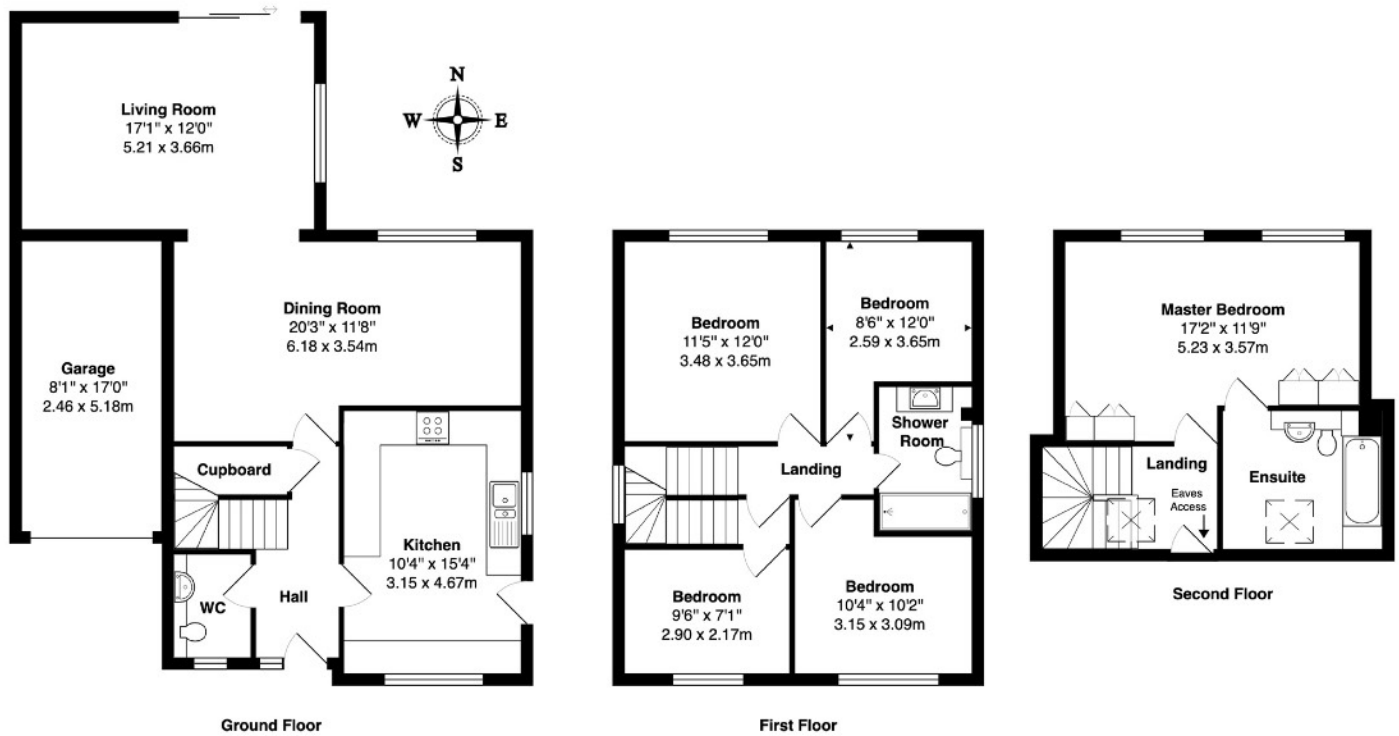 Living Room
17'1" x 12'0"
5.21 x 3.66m
N
W
E
S
Dining Room
20'3" x 11'8"
6.18 x 3.54m
Garage
8'1" x 17'0"
2.46 x 5.18m
Cupboard
Kitchen
10'4" x 15'4"
3.15 x 4.67m
WC
Hall
Ground Floor
Bedroom
11'5" x 12'0"
3.48 x 3.65m
Bedroom
8'6" x 12'0"
2.59 x 3.65m
Shower
Room
Landing
Bedroom
9'6" x 7'1"
2.90 x 2.17m
Bedroom
10'4" x 10'2"
3.15 x 3.09m
First Floor
Master Bedroom
17'2" x 11'9"
5.23 x 3.57m
Landing
Eaves
Access
Ensuite
Second Floor